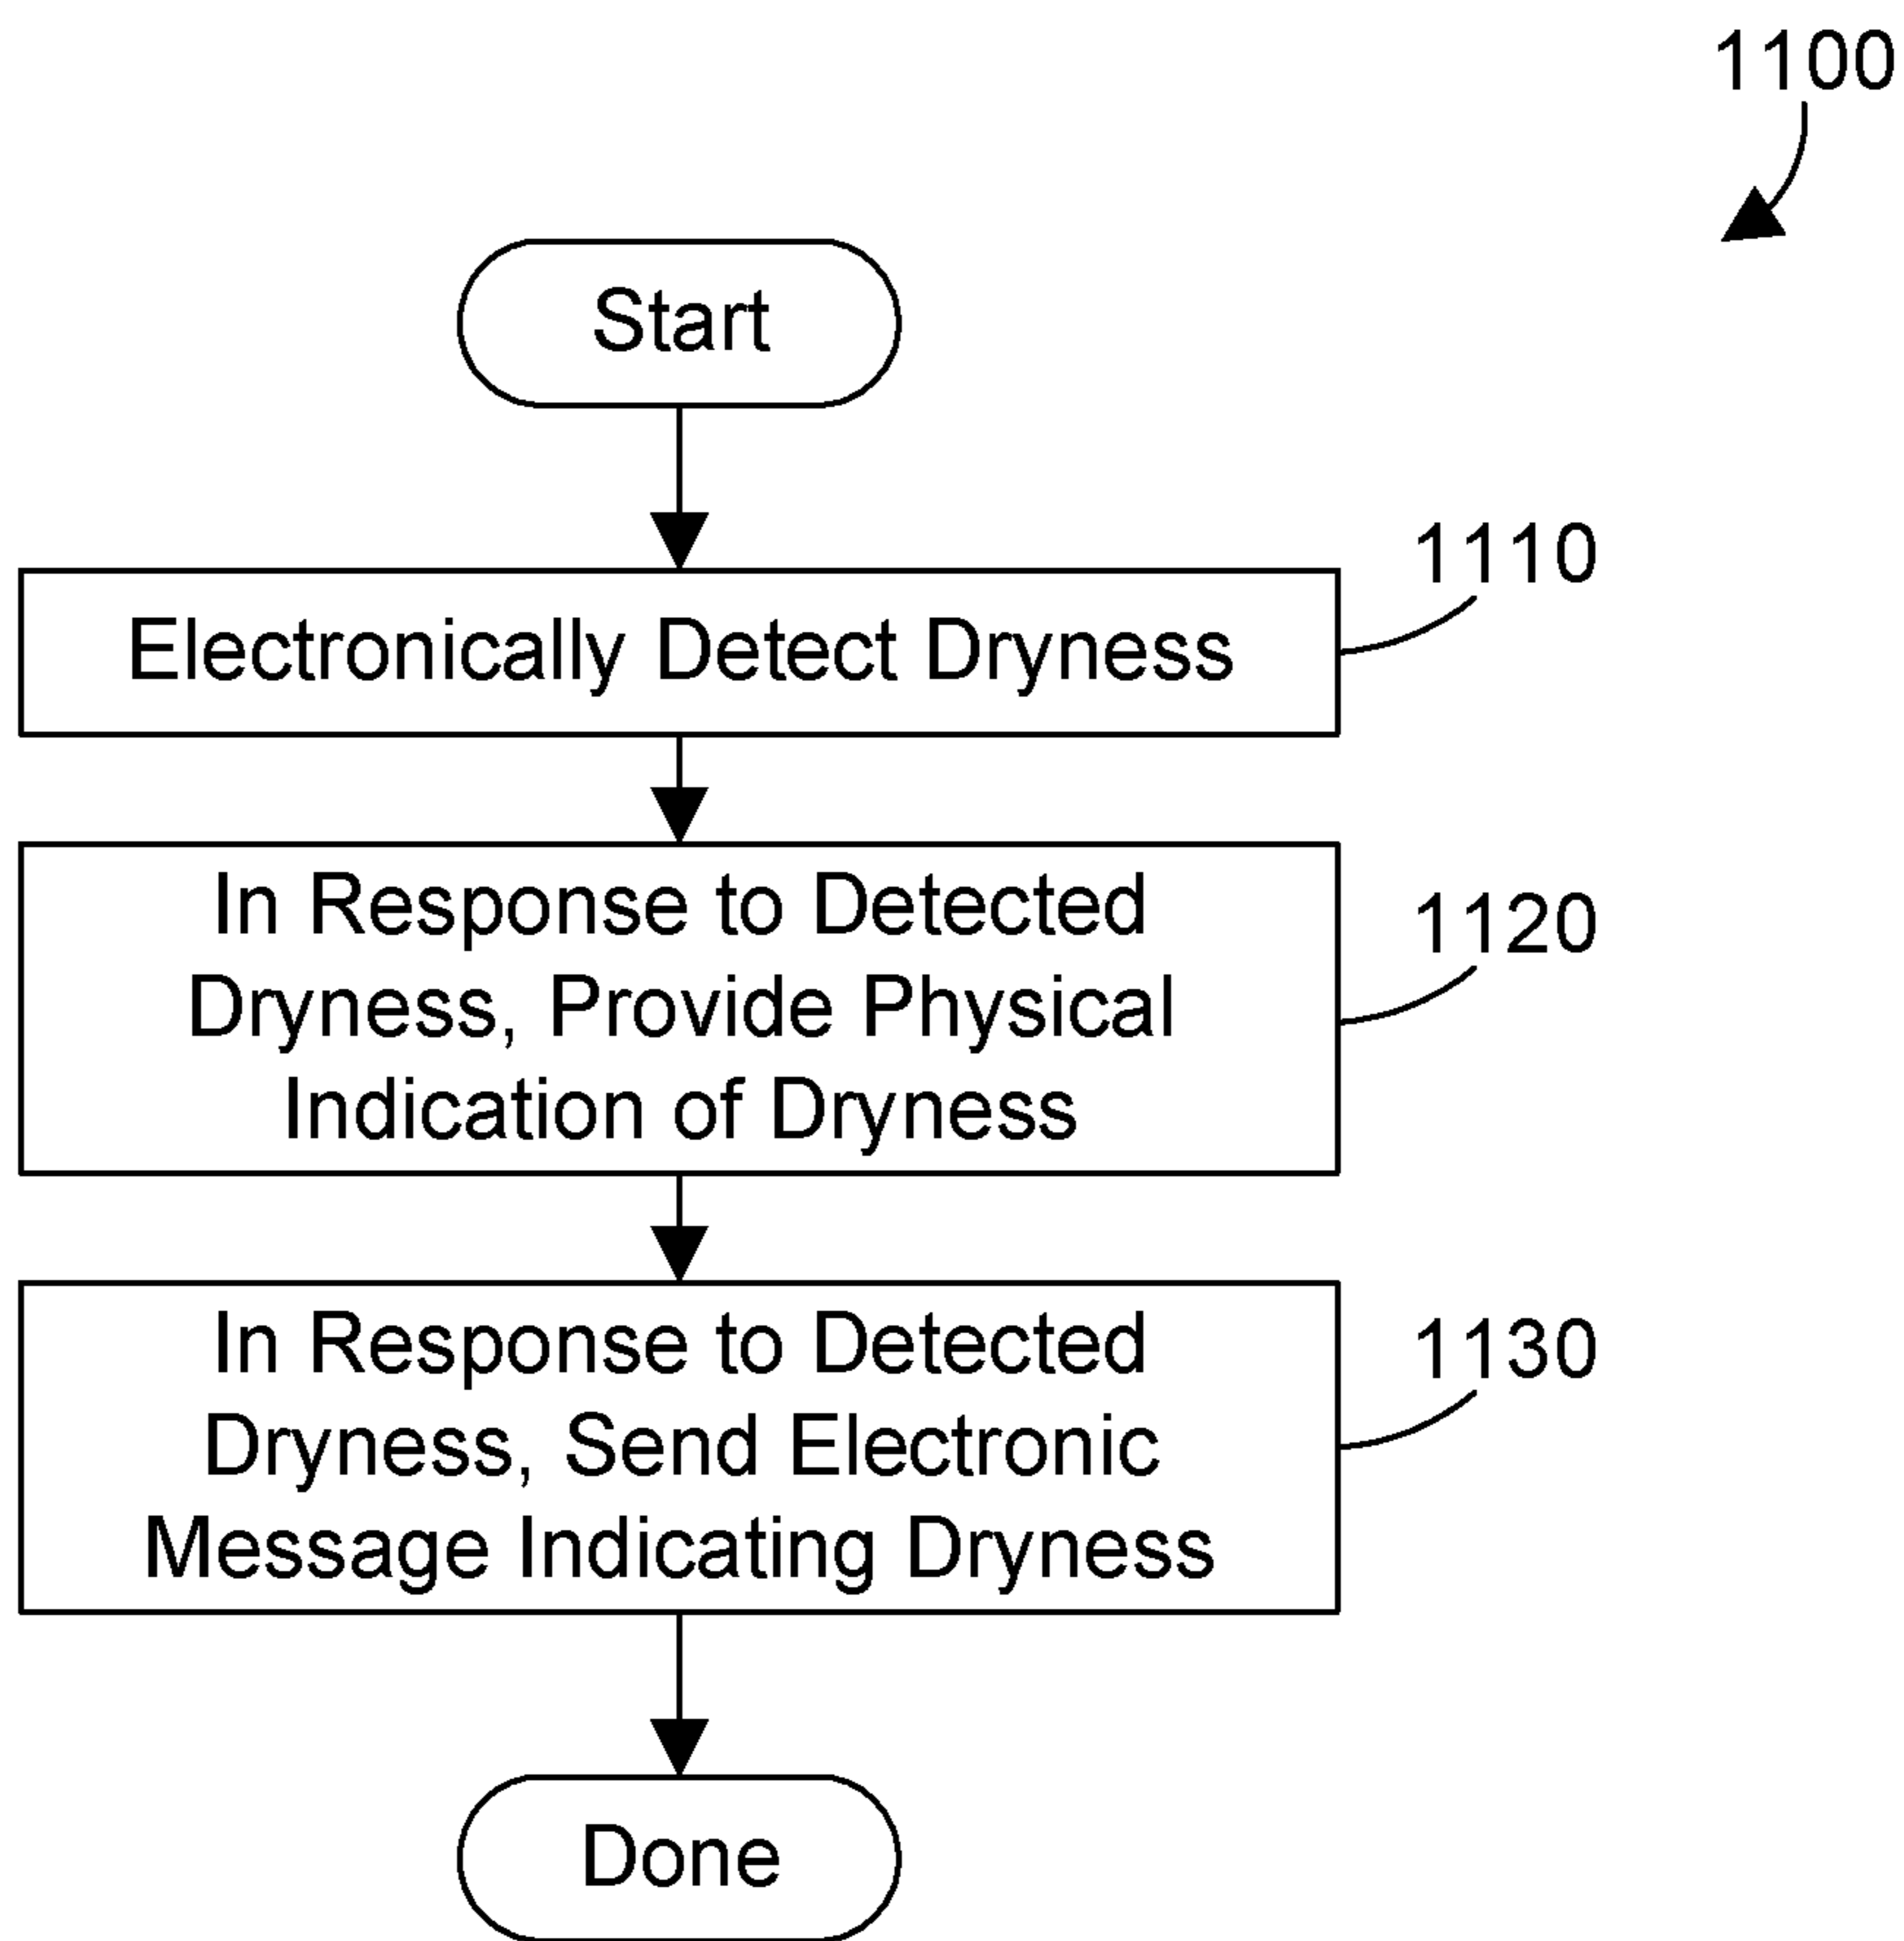 1100
Start
1110
Electronically Detect Dryness
In Response to Detected
Dryness, Provide Physical
Indication of Dryness
1120
In Response to Detected
Dryness, Send Electronic
Message Indicating Dryness
1130
Done